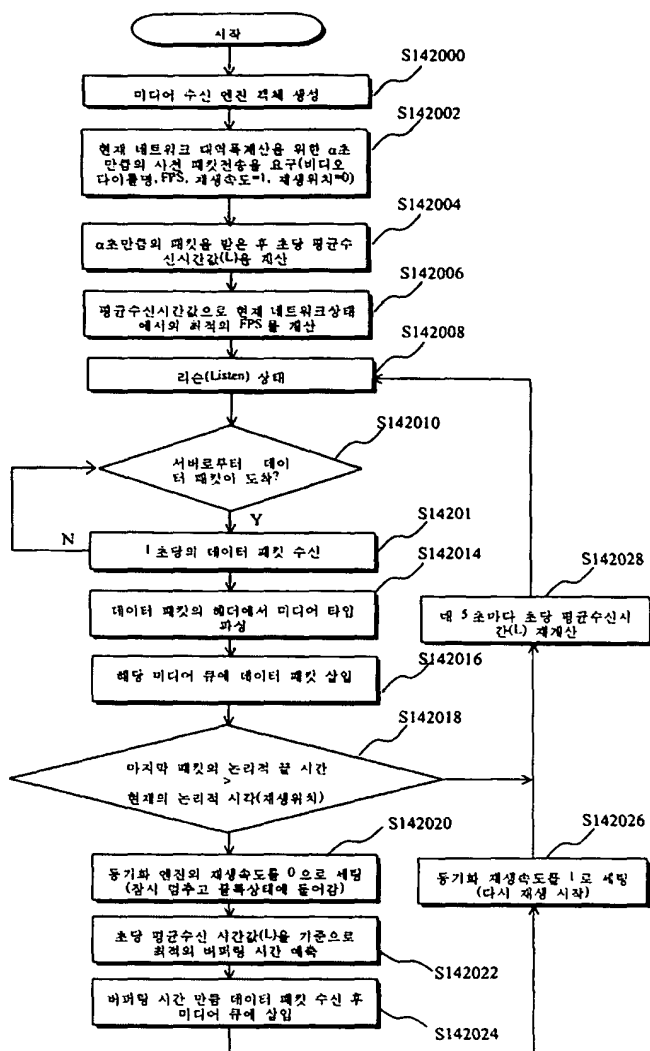 시작
S142000
미디어 수신 엔진 객체 생성
S142002
현재 네트워크 대역폭계산을 위한 α초
만큼의 사전 패킷전송을 요구(비디오
타이틀명, FPS, 재생속도=1, 재생위치=0)
S142004
α초만큼의 패킷을 받은 후 초당 평균수
신시간값(L)을 계산
S142006
평균수신시간값으로 현재 네트워크상태
에서의 최적의 FPS를 계산
S142008
리슨(Listen) 상태
S142010
서버로부터 데이
터 패킷이 도착?
N
Y
S14201
1초당의 데이터 패킷 수신
S142014
데이터 패킷의 헤더에서 미디어 타입
파싱
S142028
매 5초마다 초당 평균수신시
간(L) 재계산
S142016
해당 미디어 큐에 데이터 패킷 삽입
S142018
마지막 패킷의 논리적 끝 시간
>
현재의 논리적 시각(재생위치)
S142020
동기화 엔진의 재생속도를 0으로 세팅
(잠시 멈추고 블록상태에 들어감)
S142026
동기화 재생속도를 1로 세팅
(다시 재생 시작)
초당 평균수신 시간값(L)을 기준으로
최적의 버퍼링 시간 예측
S142022
버퍼링 시간 만큼 데이터 패킷 수신 후
미디어 큐에 삽입
S142024